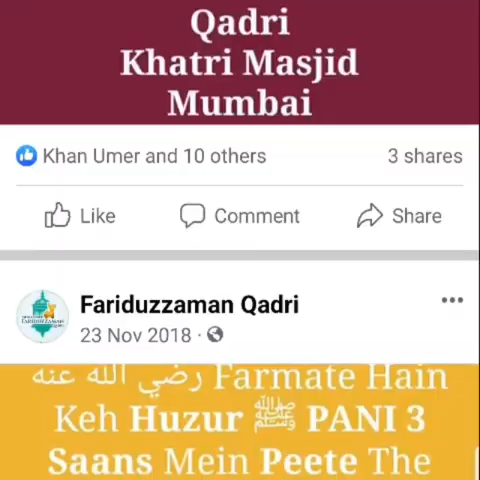 Qadri
Khatri Masjid
Mumbai
Khan Umer and 10 others
3 shares
Like
Comment
Share
Fariduzzaman Qadri
23 Nov 2018 ·
رضي الله عنه Farmate Hain
Keh Huzur ﷺ PANI 3
Saans Mein Peete The